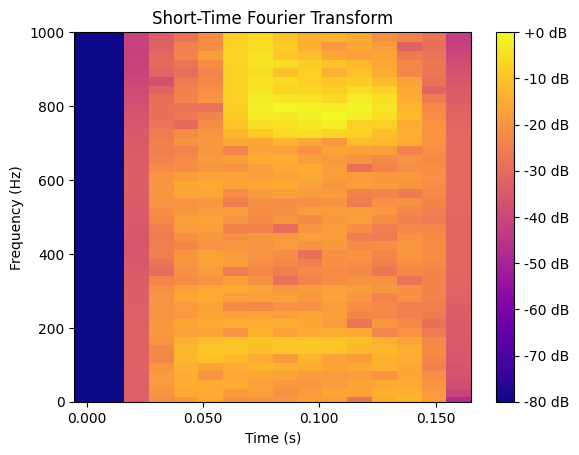 Short-Time Fourier Transform
1000
800
600
400
200
0
Frequency (Hz)
0.000
0.050
0.100
0.150
Time (s)
+0 dB
-10 dB
-20 dB
-30 dB
-40 dB
-50 dB
-60 dB
-70 dB
-80 dB